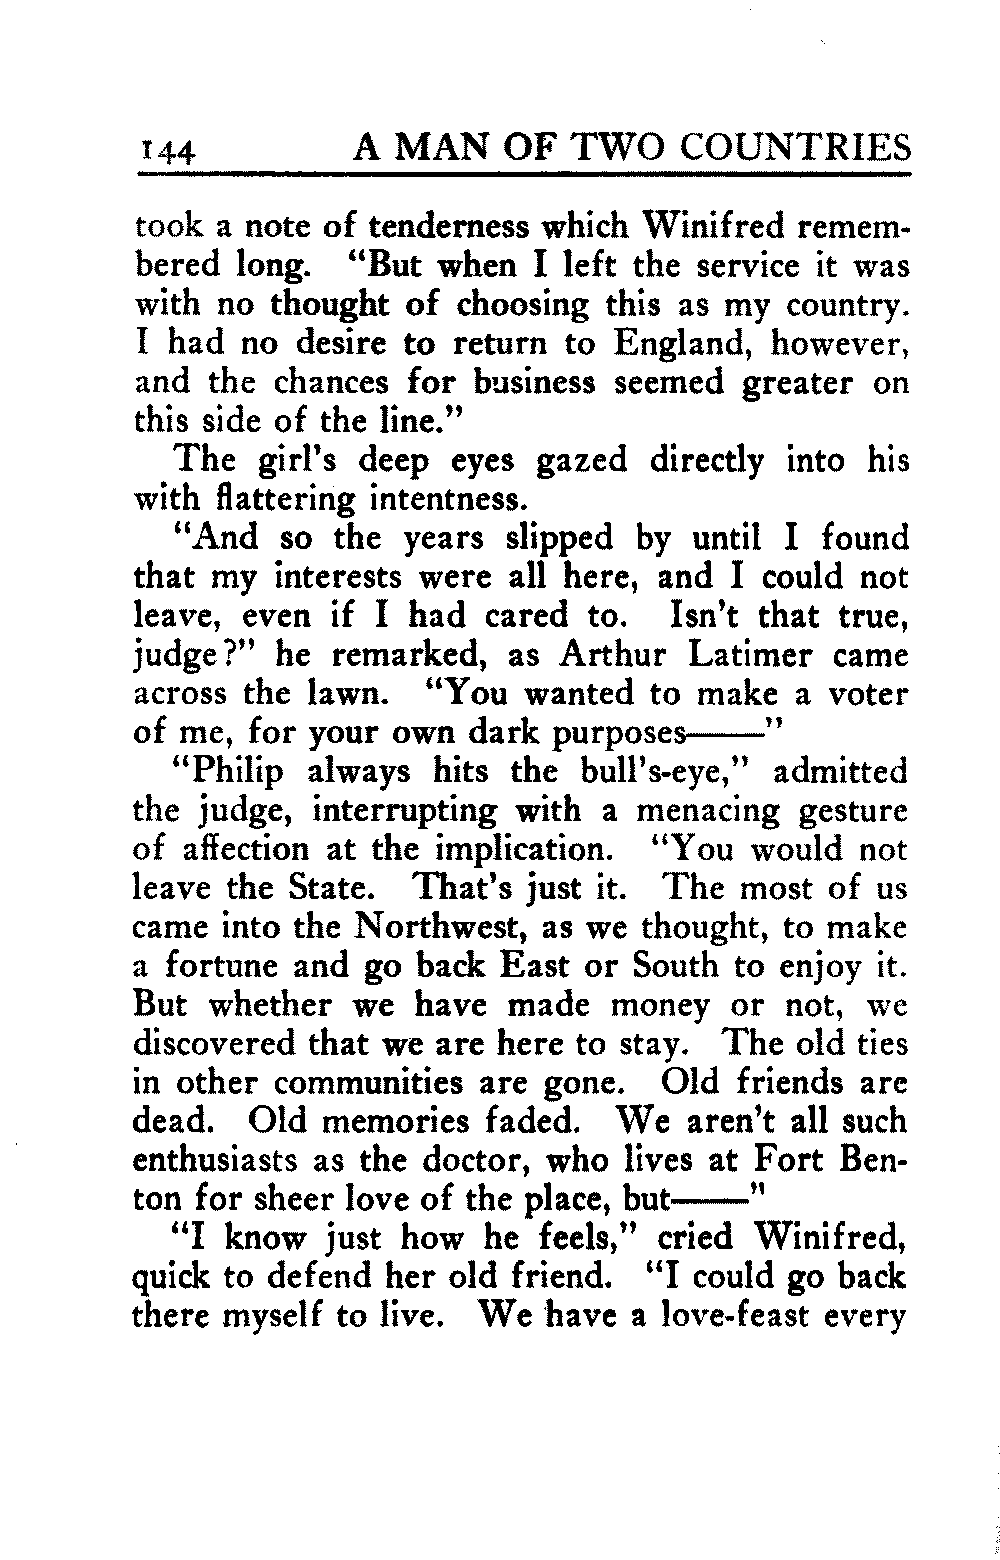 144 A MAN OF TWO COUNTRIES
took a note of tenderness which Winifred remem-
bered long. “But when I left the service it was
with no thought of choosing this as my country.
I had no desire to return to England, however,
and the chances for business seemed greater on
this side of the line.”
The girl’s deep eyes gazed directly into his
with flattering intentness.
“And so the years slipped by until I found
that my interests were all here, and I could not
leave, even if I had cared to. Isn’t that true,
judge?” he remarked, as Arthur Latimer came
across the lawn. “You wanted to make a voter
of me, for your own dark purposes——”
“Philip always hits the bull’s-eye,” admitted
the judge, interrupting with a menacing gesture
of affection at the implication. “You would not
leave the State. That’s just it. The most of us
came into the Northwest, as we thought, to make
a fortune and go back East or South to enjoy it.
But whether we have made money or not, we
discovered that we are here to stay. The old ties
in other communities are gone. Old friends are
dead. Old memories faded. We aren’t all such
enthusiasts as the doctor, who lives at Fort Ben-
ton for sheer love of the place, but——”
“I know just how he feels,” cried Winifred,
quick to defend her old friend. “I could go back
there myself to live. We have a love-feast every